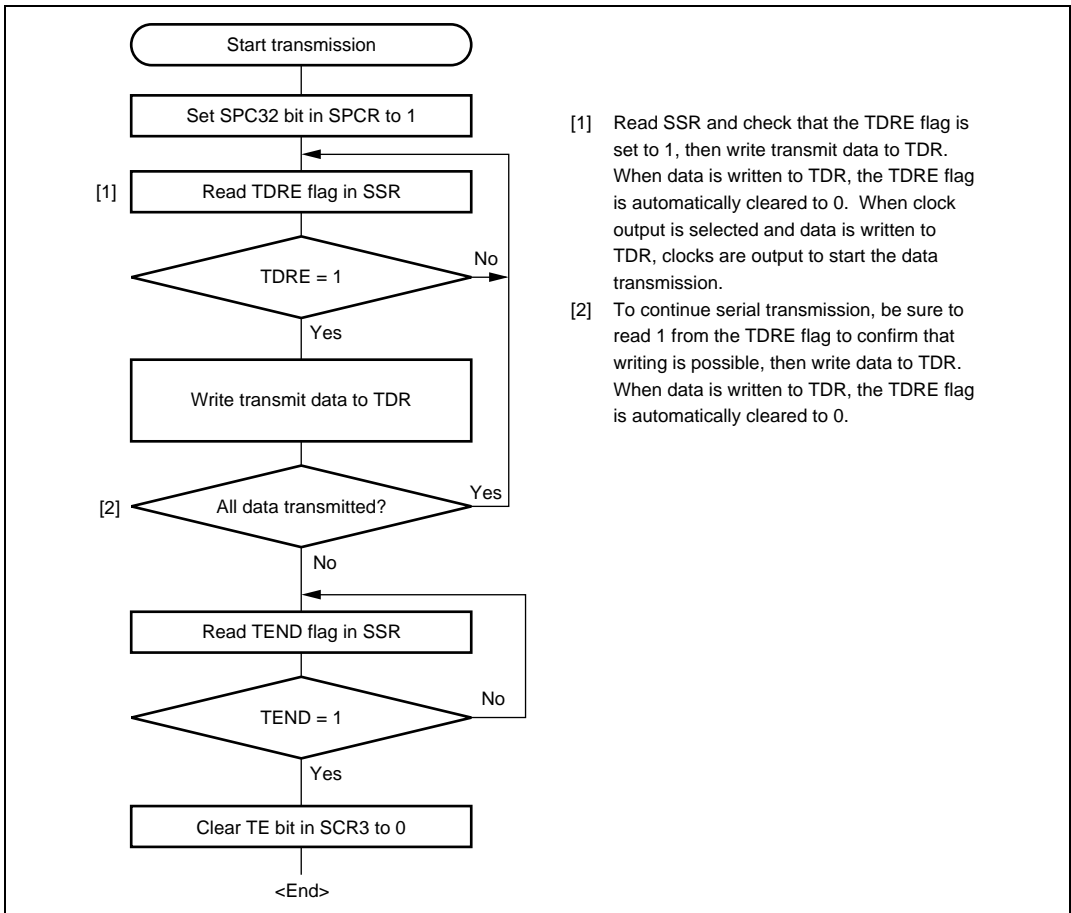 Start transmission
Set SPC32 bit in SPCR to 1
[1] Read TDRE flag in SSR
TDRE = 1
No
Yes
Write transmit data to TDR
[2] All data transmitted?
Yes
No
Read TEND flag in SSR
TEND = 1
No
Yes
Clear TE bit in SCR3 to 0
<End>
[1] Read SSR and check that the TDRE flag is
set to 1, then write transmit data to TDR.
When data is written to TDR, the TDRE flag
is automatically cleared to 0. When clock
output is selected and data is written to
TDR, clocks are output to start the data
transmission.
[2] To continue serial transmission, be sure to
read 1 from the TDRE flag to confirm that
writing is possible, then write data to TDR.
When data is written to TDR, the TDRE flag
is automatically cleared to 0.